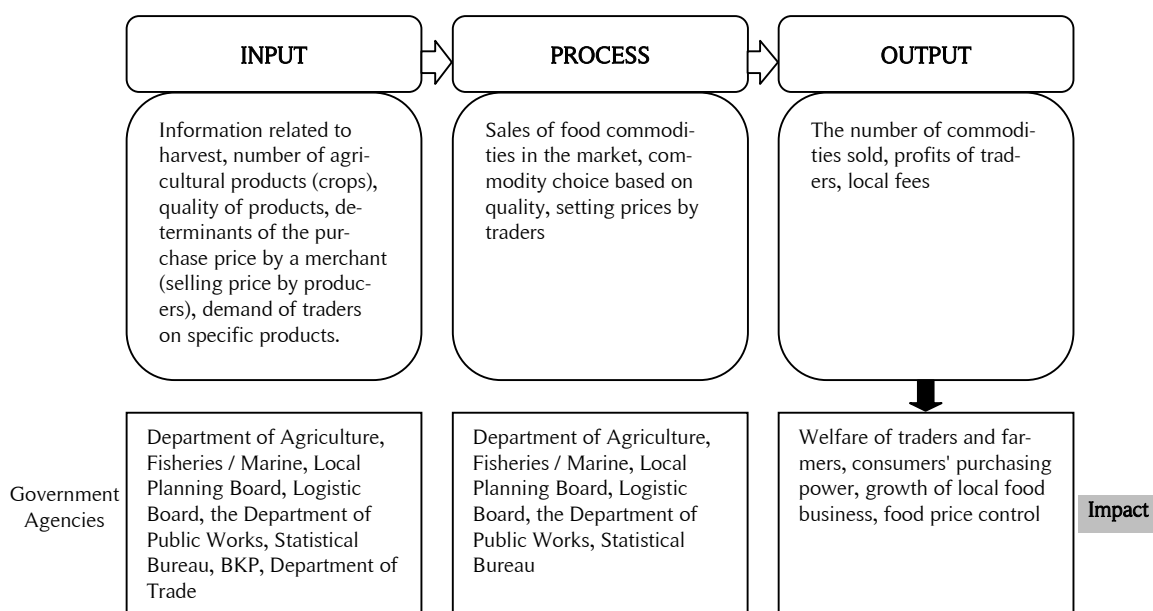 INPUT
PROCESS
OUTPUT
Information related to
harvest, number of agri-
cultural products (crops),
quality of products, de-
terminants of the pur-
chase price by a merchant
(selling price by produc-
ers), demand of traders
on specific products.
Sales of food commodi-
ties in the market, com-
modity choice based on
quality, setting prices by
traders
The number of commodi-
ties sold, profits of trad-
ers, local fees
Government
Agencies
Department of Agriculture,
Fisheries / Marine, Local
Planning Board, Logistic
Board, the Department of
Public Works, Statistical
Bureau, BKP, Department of
Trade
Department of Agriculture,
Fisheries / Marine, Local
Planning Board, Logistic
Board, the Department of
Public Works, Statistical
Bureau
Welfare of traders and far-
mers, consumers' purchasing
power, growth of local food
business, food price control
Impact